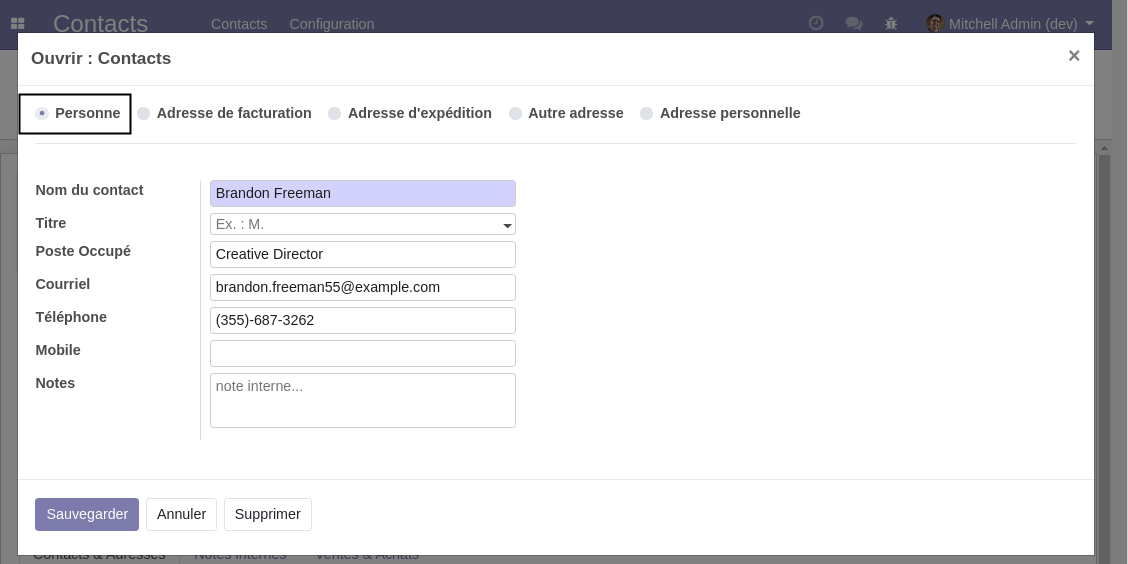 Contacts Contacts Configuration Mitchell Admin (dev)
Ouvrir : Contacts ×
Personne Adresse de facturation Adresse d'expédition Autre adresse Adresse personnelle
Nom du contact Brandon Freeman
Titre Ex. : M.
Poste Occupé Creative Director
Courriel brandon.freeman55@example.com
Téléphone (355)-687-3262
Mobile
Notes note interne...
Sauvegarder Annuler Supprimer
Contacts & Adresses Notes internes Ventes & Achats